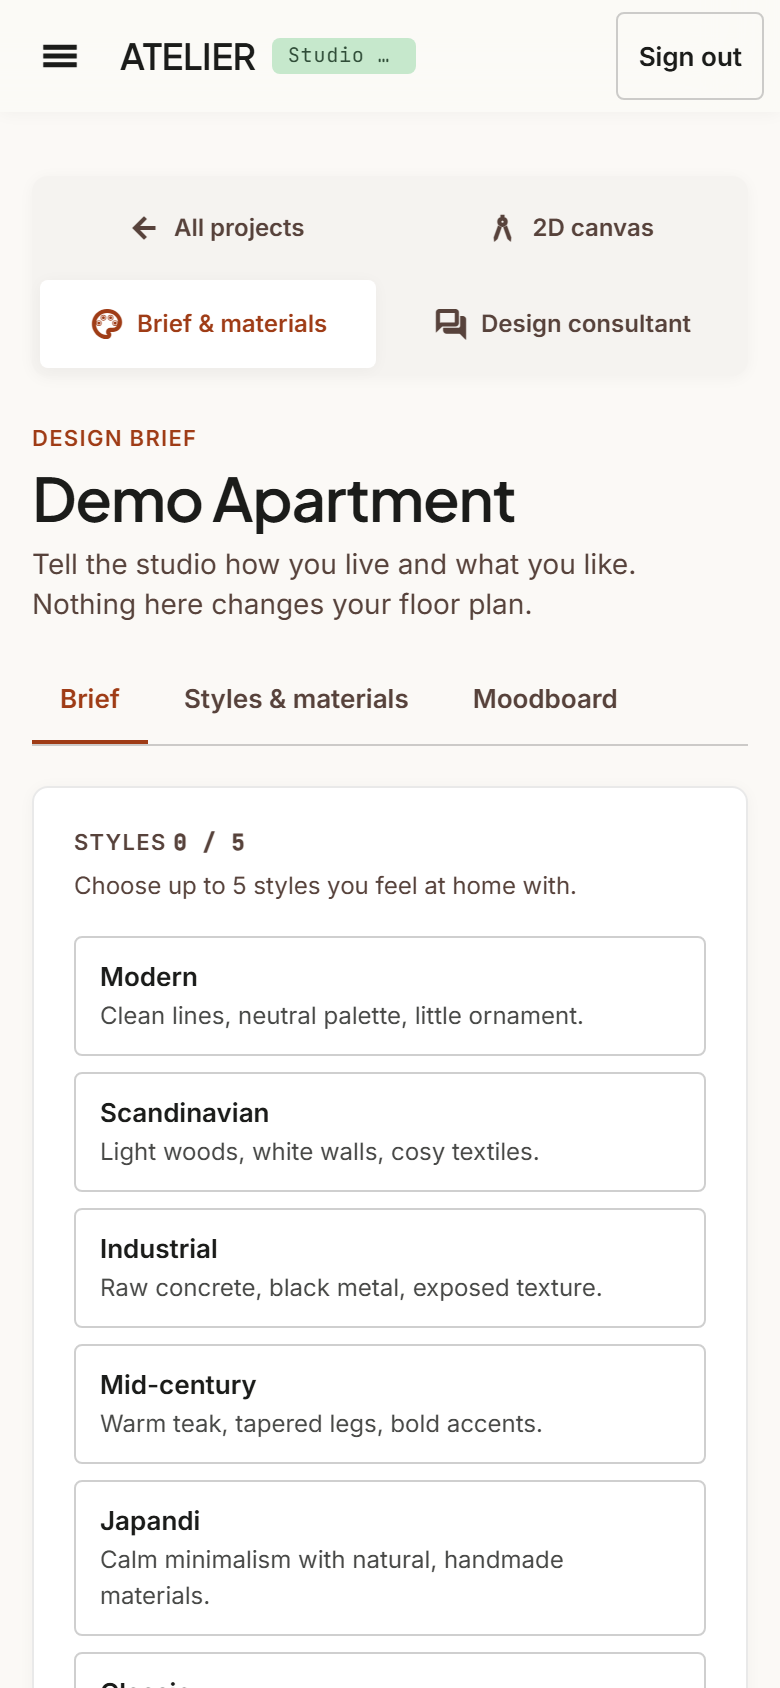 ATELIER
Studio …
Sign out
All projects
2D canvas
Brief & materials
Design consultant
DESIGN BRIEF
Demo Apartment
Tell the studio how you live and what you like.
Nothing here changes your floor plan.
Brief
Styles & materials
Moodboard
STYLES 0 / 5
Choose up to 5 styles you feel at home with.
Modern
Clean lines, neutral palette, little ornament.
Scandinavian
Light woods, white walls, cosy textiles.
Industrial
Raw concrete, black metal, exposed texture.
Mid-century
Warm teak, tapered legs, bold accents.
Japandi
Calm minimalism with natural, handmade
materials.